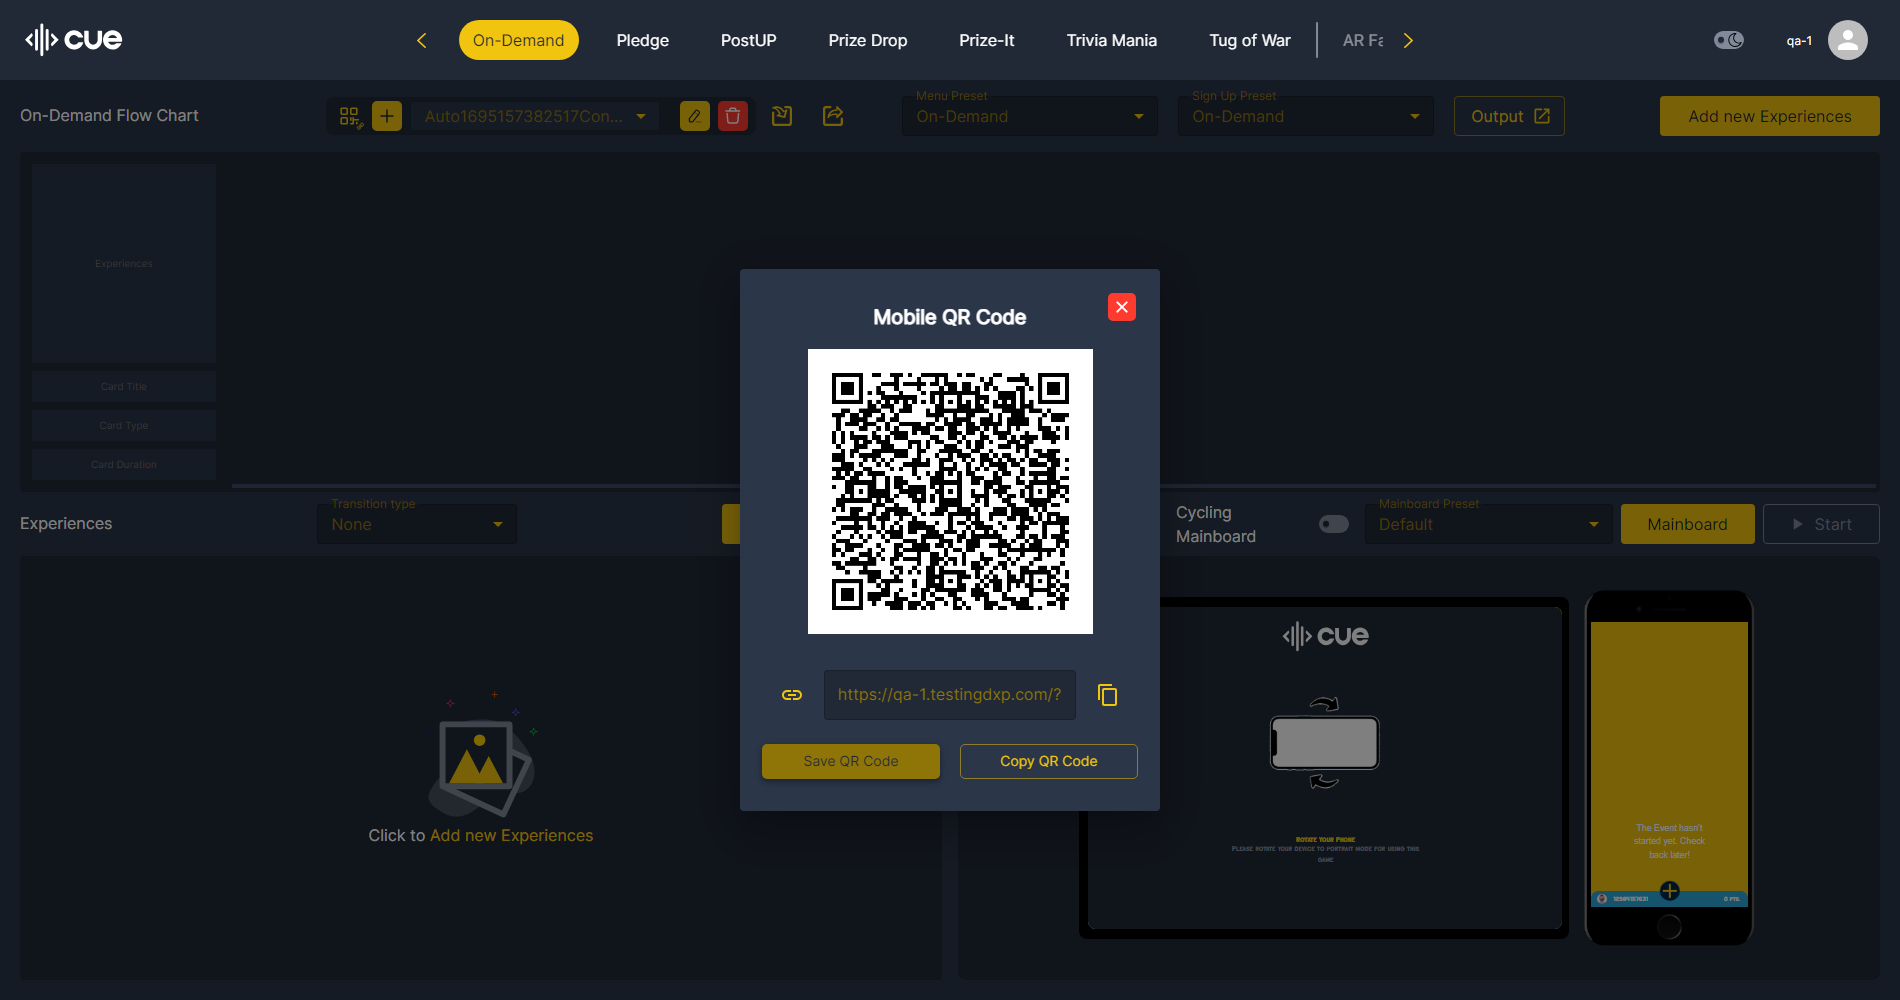 cue
On-Demand
Pledge
PostUP
Prize Drop
Prize-It
Trivia Mania
Tug of War
AR Fa
qa-1
On-Demand Flow Chart
Auto1695157382517Con...
Menu Preset
On-Demand
Sign Up Preset
On-Demand
Output
Add new Experiences
Experiences
Card Title
Card Type
Card Duration
Mobile QR Code
https://qa-1.testingdxp.com/?
Save QR Code
Copy QR Code
Experiences
Transition type
None
Cycling
Mainboard
Mainboard Preset
Default
Mainboard
Start
Click to Add new Experiences
cue
ROTATE YOUR PHONE
PLEASE ROTATE YOUR DEVICE TO PORTRAIT MODE FOR USING THIS
GAME
The Event hasn't
started yet. Check
back later!
0 PTS.